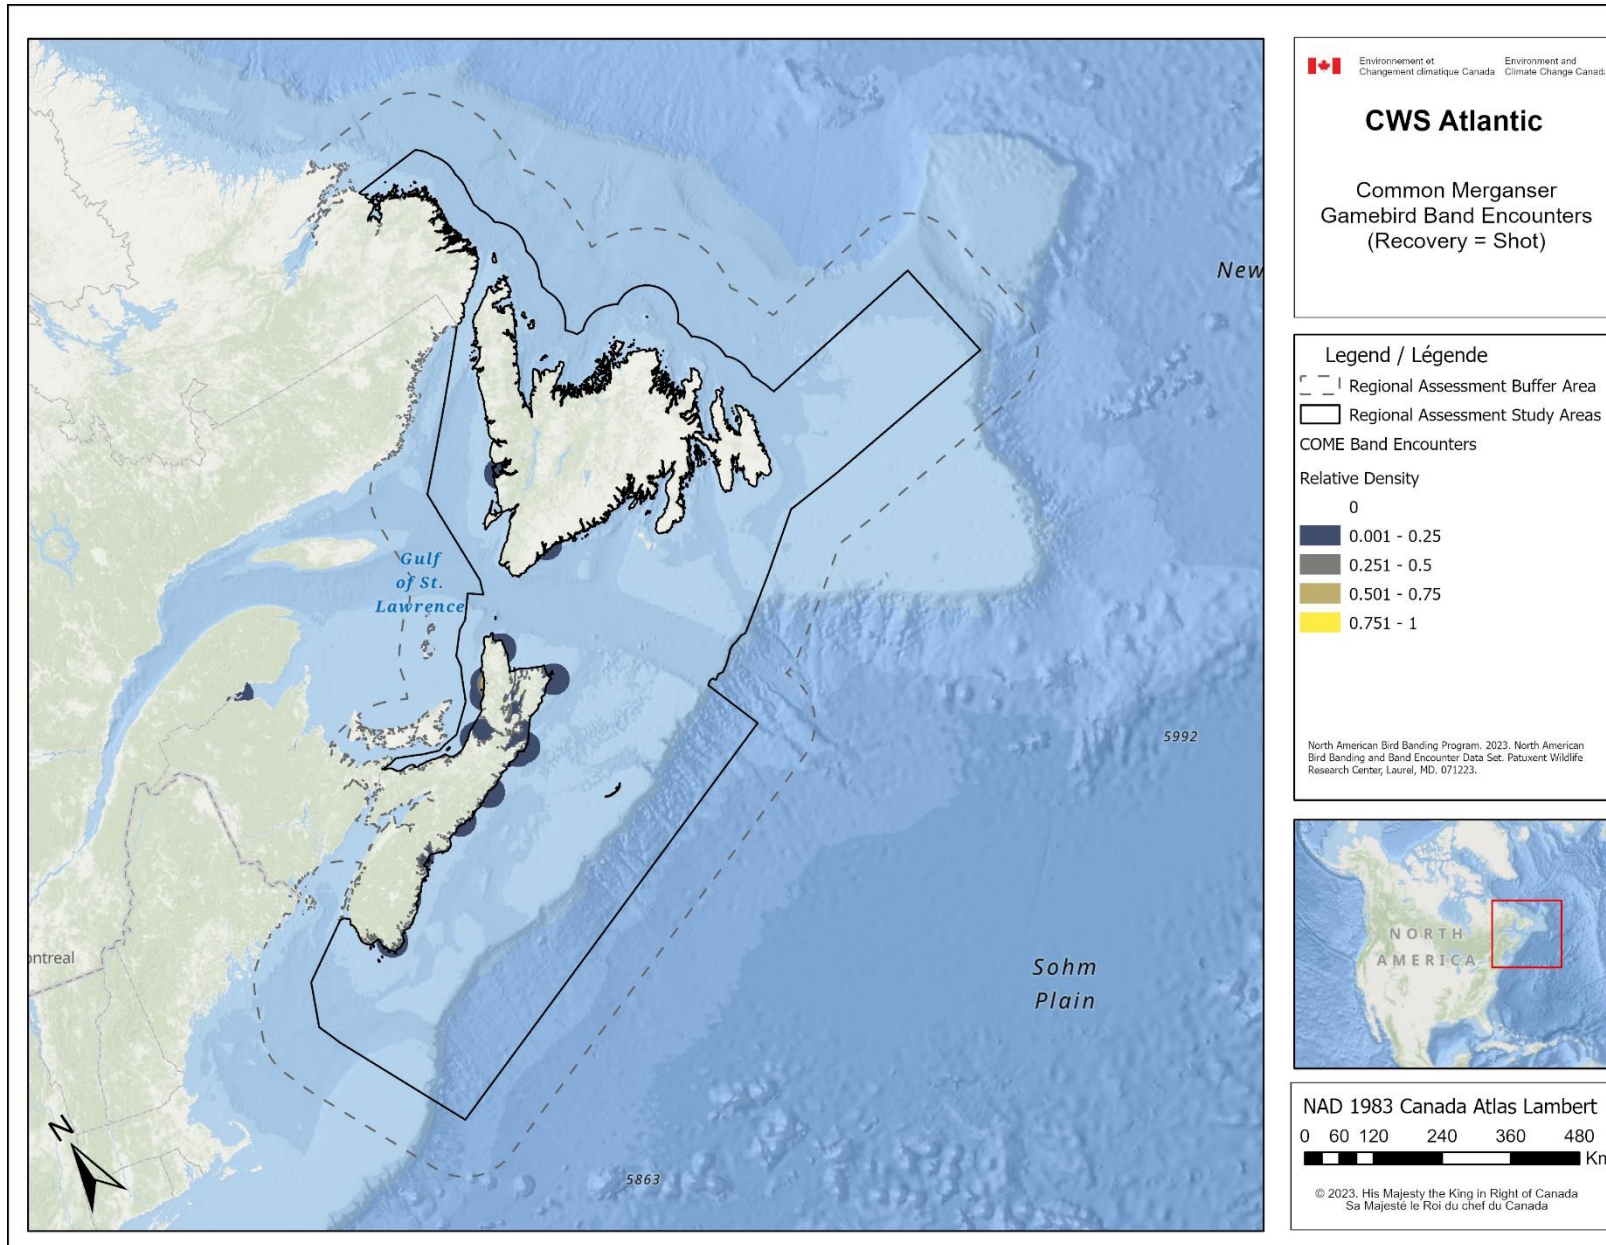 New
Gulf
of St.
Lawrence
5992
ontreal
Sohm
Plain
5863
N
Environnement et
Changement climatique Canada
Environment and
Climate Change Canada
CWS Atlantic
Common Merganser
Gamebird Band Encounters
(Recovery = Shot)
Legend / Légende
Regional Assessment Buffer Area
Regional Assessment Study Areas
COME Band Encounters
Relative Density
0
0.001 - 0.25
0.251 - 0.5
0.501 - 0.75
0.751 - 1
North American Bird Banding Program. 2023. North American
Bird Banding and Band Encounter Data Set. Patuxent Wildlife
Research Center, Laurel, MD. 071223.
NORTH
AMERICA
NAD 1983 Canada Atlas Lambert
0 60 120 240 360 480
Km
© 2023. His Majesty the King in Right of Canada
Sa Majesté le Roi du chef du Canada